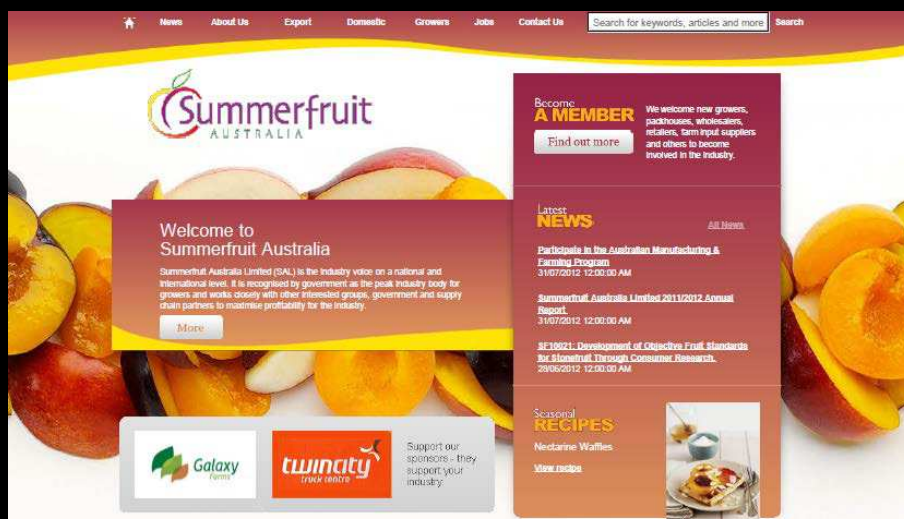 News About Us Export Domestic Growers Jobs Contact Us Search for keywords, articles and more Search
Summerfruit
AUSTRALIA
Become
A MEMBER
Find out more
We welcome new growers,
packhouses, wholesalers,
retailers, farm input suppliers
and others to become
involved in the industry.
Welcome to
Summerfruit Australia
Summerfruit Australia Limited (SAL) is the industry voice on a national and
international level. It is recognised by government as the peak industry body for
growers and works closely with other interested groups, government and supply
chain partners to maximise profitability for the industry.
More
Latest
NEWS
All News
Participate in the Australian Manufacturing &
Farming Program
31/07/2012 12:00:00 AM
Summerfruit Australia Limited 2011/2012 Annual
Report
31/07/2012 12:00:00 AM
SF10021: Development of Objective Fruit Standards
for Stonefruit Through Consumer Research.
28/06/2012 12:00:00 AM
Seasonal
RECIPES
Nectarine Waffles
View recipe
Galaxy
Farms
twincity
truck centre
Support our
sponsors - they
support your
industry